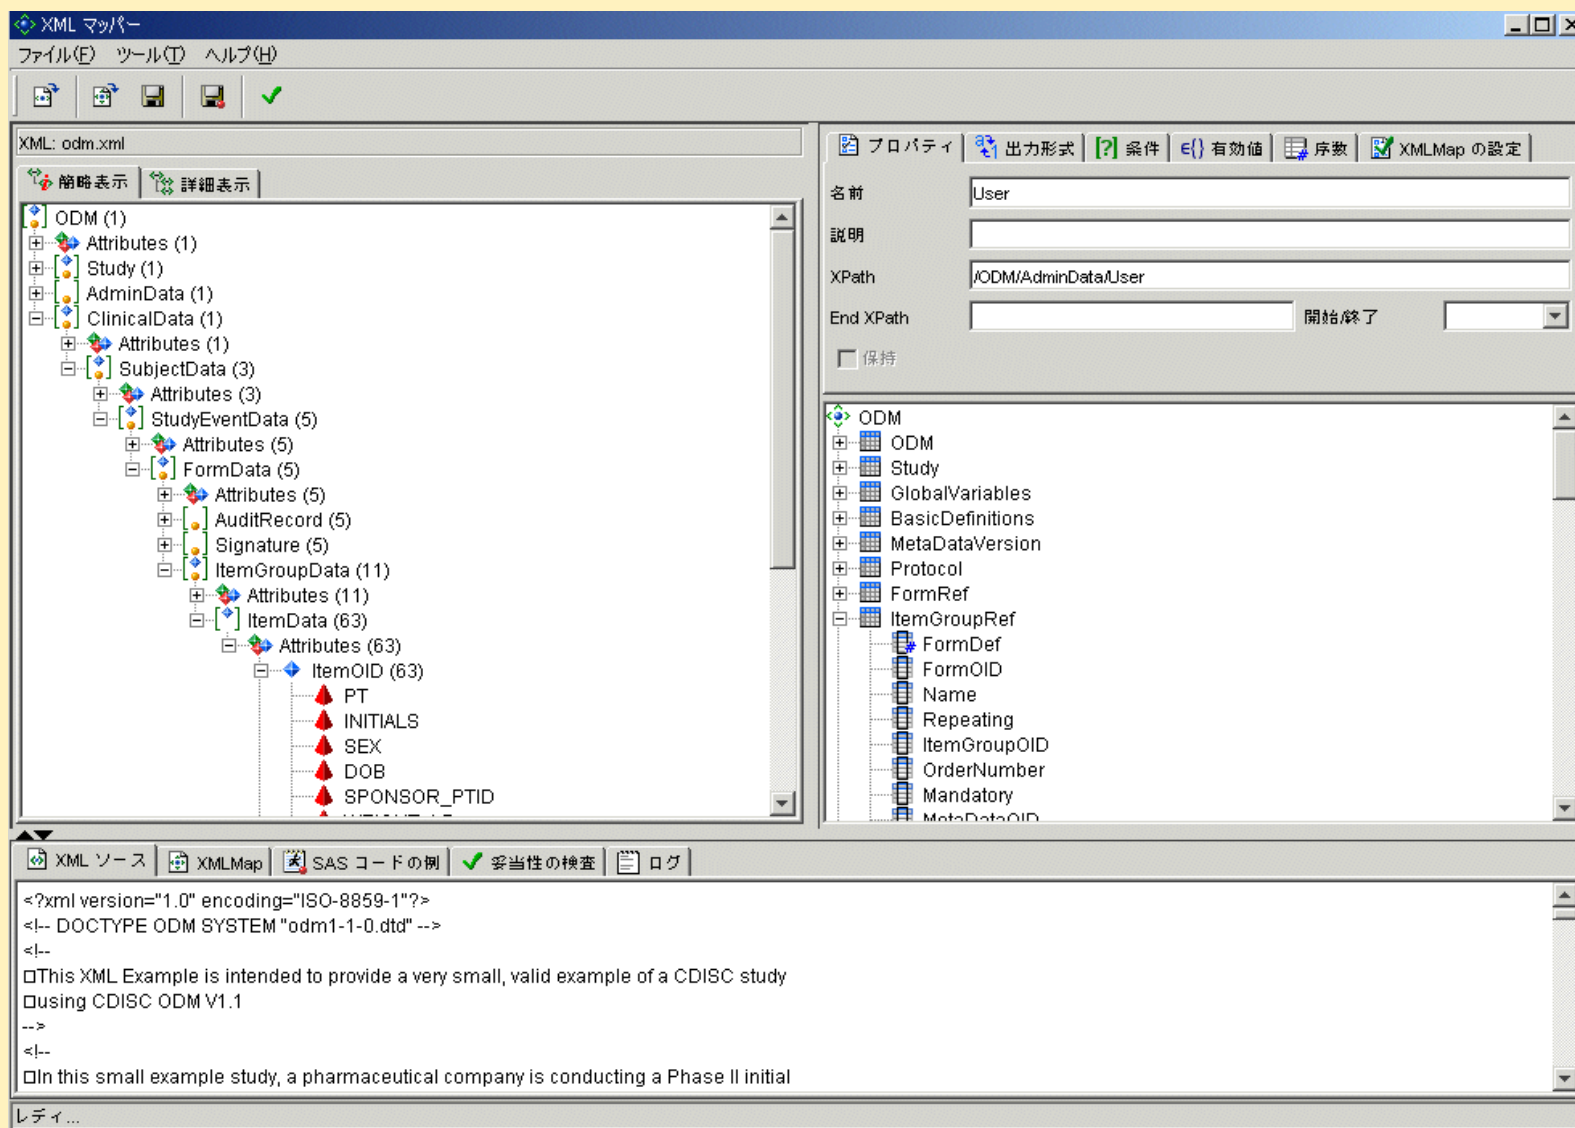 XML マッパー
ファイル(F) ツール(T) ヘルプ(H)
XML: odm.xml
簡略表示 詳細表示
ODM (1)
Attributes (1)
Study (1)
AdminData (1)
ClinicalData (1)
Attributes (1)
SubjectData (3)
Attributes (3)
StudyEventData (5)
Attributes (5)
FormData (5)
Attributes (5)
AuditRecord (5)
Signature (5)
ItemGroupData (11)
Attributes (11)
ItemData (63)
Attributes (63)
ItemOID (63)
PT
INITIALS
SEX
DOB
SPONSOR_PTID
プロパティ 出力形式 [?] 条件 ∈{} 有効値 序数 XMLMap の設定
名前 User
説明
XPath /ODM/AdminData/User
End XPath 開始/終了
保持
ODM
ODM
Study
GlobalVariables
BasicDefinitions
MetaDataVersion
Protocol
FormRef
ItemGroupRef
FormDef
FormOID
Name
Repeating
ItemGroupOID
OrderNumber
Mandatory
MetaDataOID
XML ソース XMLMap SAS コードの例 妥当性の検査 ログ
<?xml version="1.0" encoding="ISO-8859-1"?>
<!-- DOCTYPE ODM SYSTEM "odm1-1-0.dtd" -->
<!--
□This XML Example is intended to provide a very small, valid example of a CDISC study
□using CDISC ODM V1.1
-->
<!--
□In this small example study, a pharmaceutical company is conducting a Phase II initial
レディ...